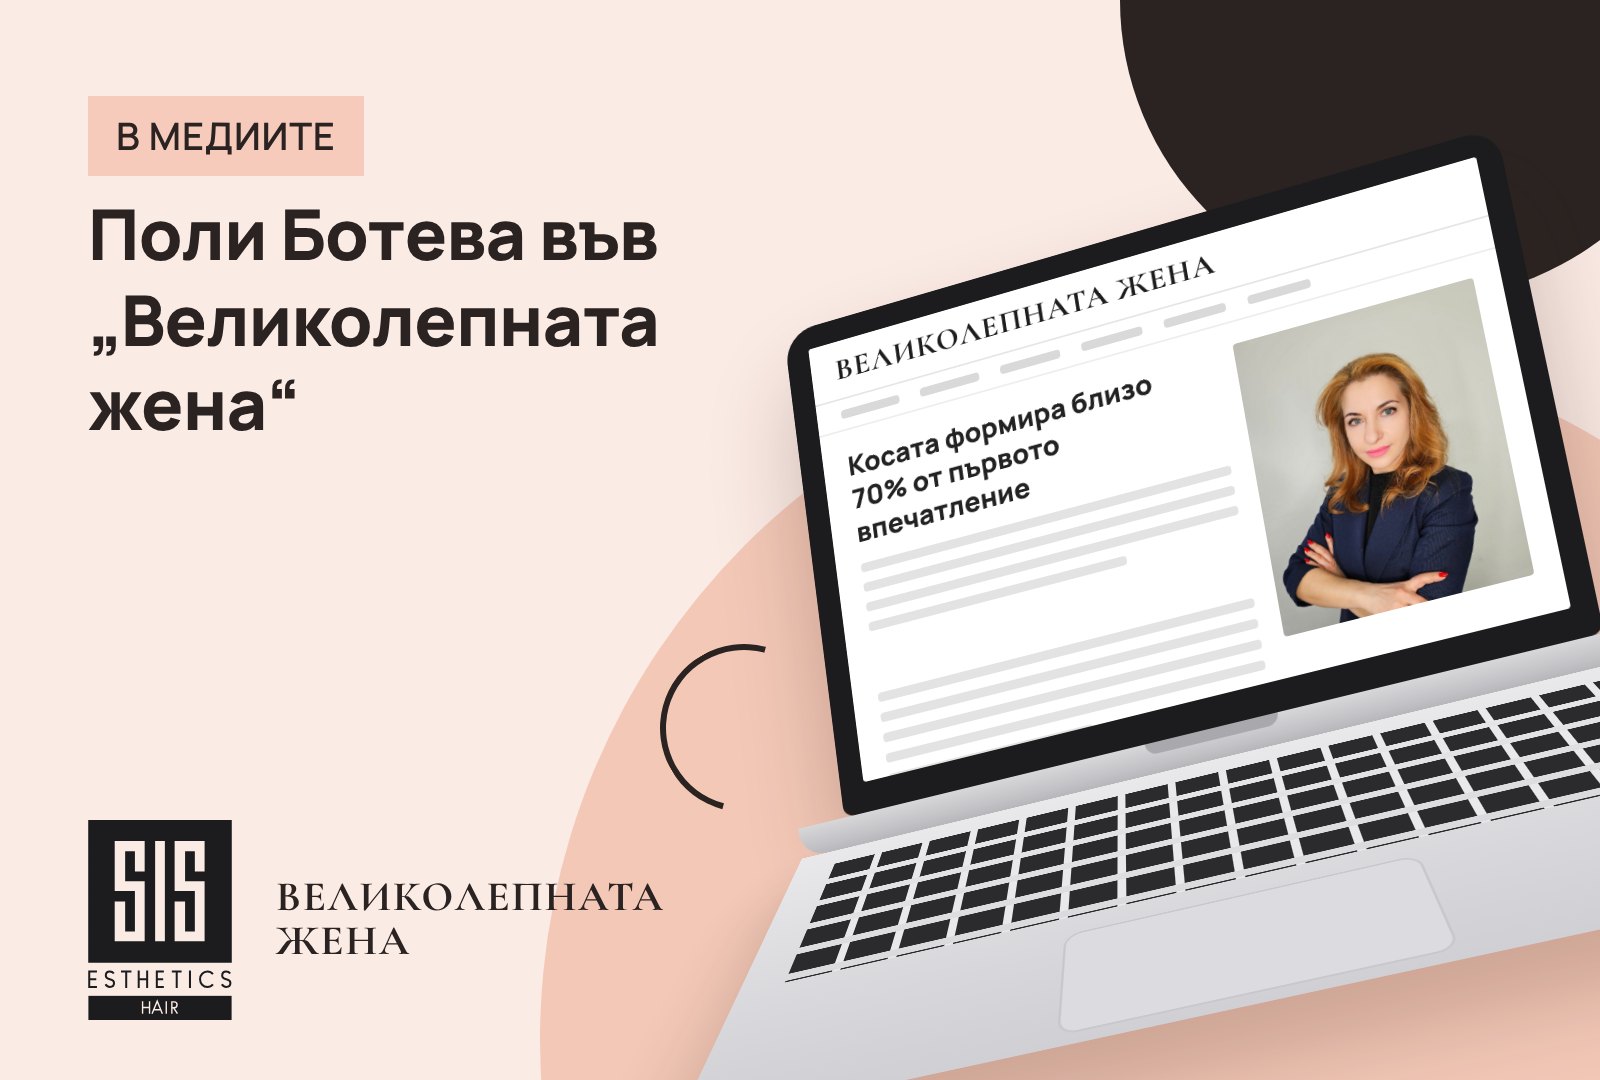 В МЕДИИТЕ
Поли Ботева във
„Великолепната
жена“
ВЕЛИКОЛЕПНАТА ЖЕНА
Косата формира близо
70% от първото
впечатление
SIS
ESTHETICS
HAIR
ВЕЛИКОЛЕПНАТА
ЖЕНА